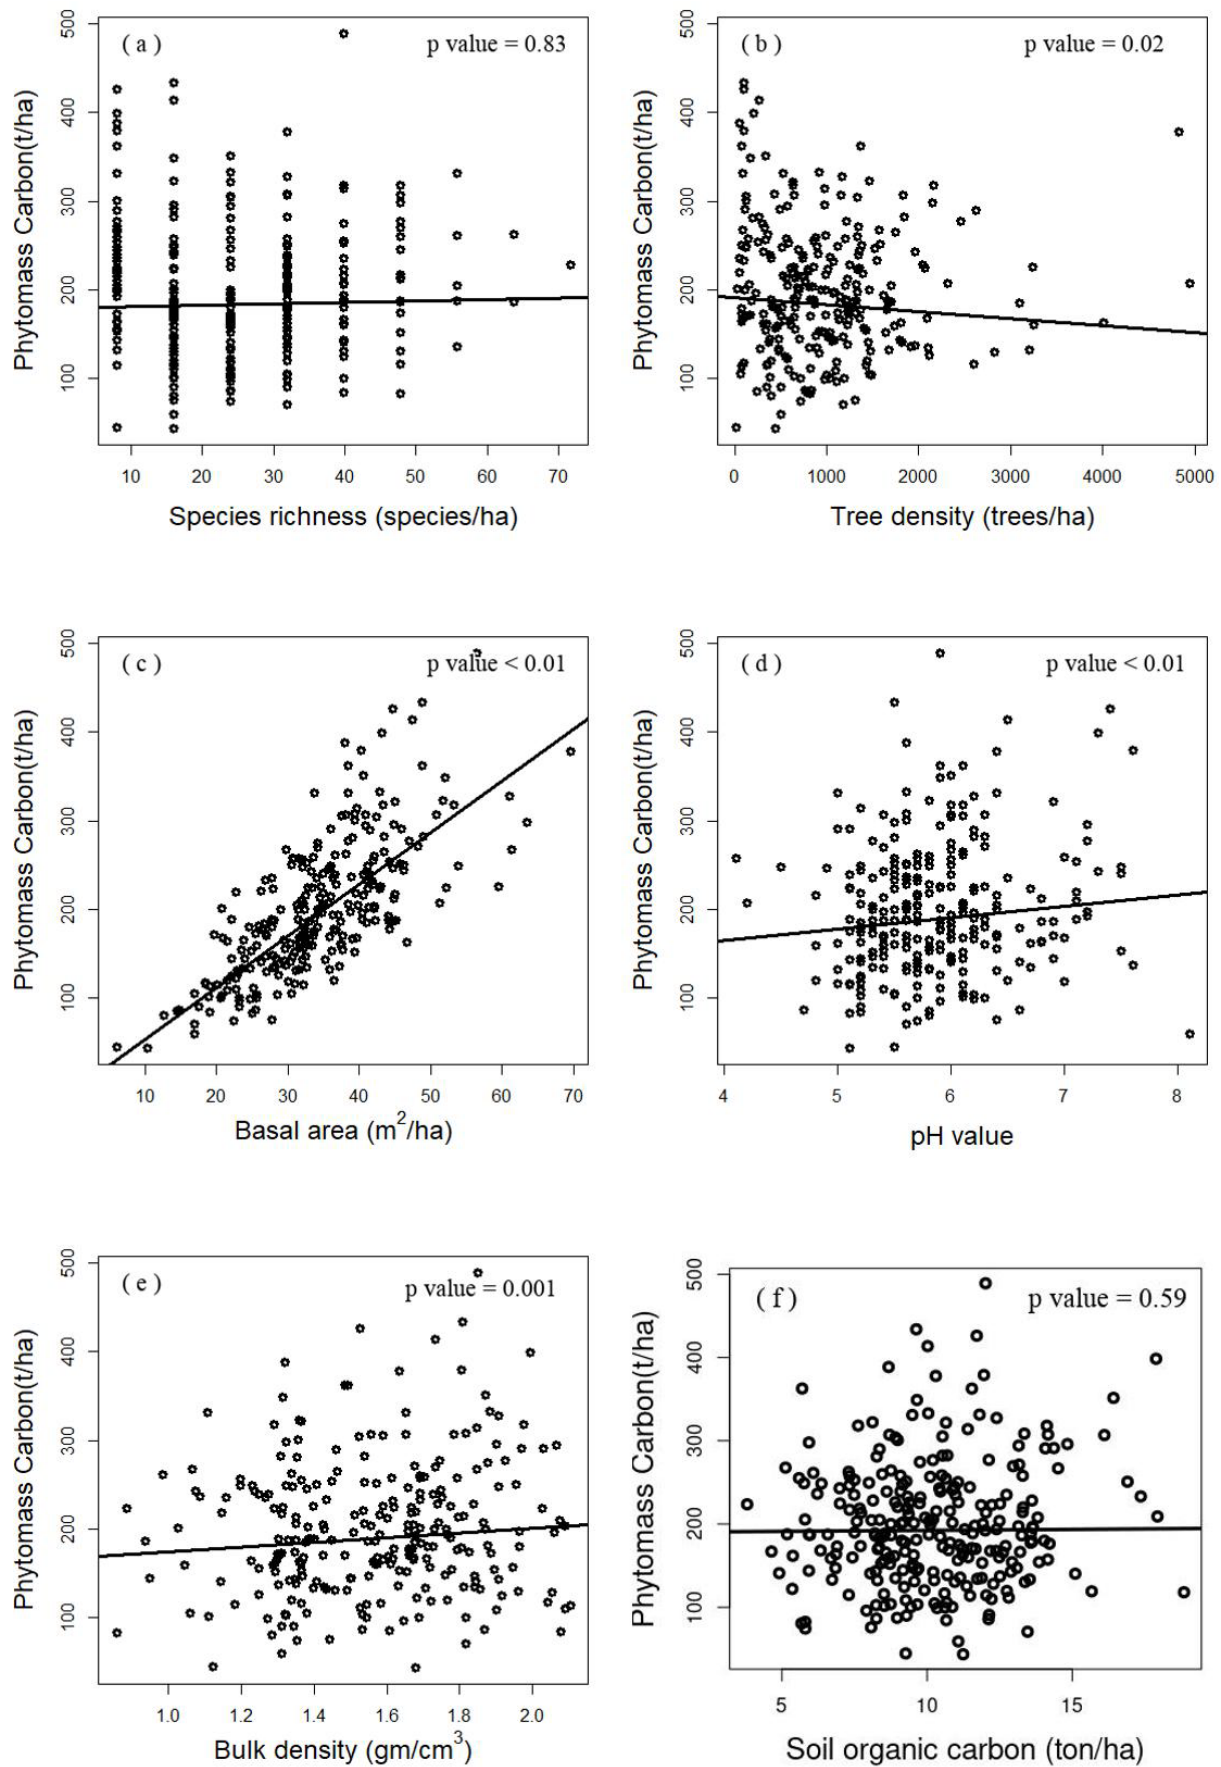 ( a )
p value = 0.83
Phytomass Carbon(t/ha)
500
400
300
200
100
10 20 30 40 50 60 70
Species richness (species/ha)
( b )
p value = 0.02
Phytomass Carbon(t/ha)
500
400
300
200
100
0 1000 2000 3000 4000 5000
Tree density (trees/ha)
( c )
p value < 0.01
Phytomass Carbon(t/ha)
500
400
300
200
100
10 20 30 40 50 60 70
Basal area (m²/ha)
( d )
p value < 0.01
Phytomass Carbon(t/ha)
500
400
300
200
100
4 5 6 7 8
pH value
( e )
p value = 0.001
Phytomass Carbon(t/ha)
500
400
300
200
100
1.0 1.2 1.4 1.6 1.8 2.0
Bulk density (gm/cm³)
( f )
p value = 0.59
Phytomass Carbon(t/ha)
500
400
300
200
100
5 10 15
Soil organic carbon (ton/ha)